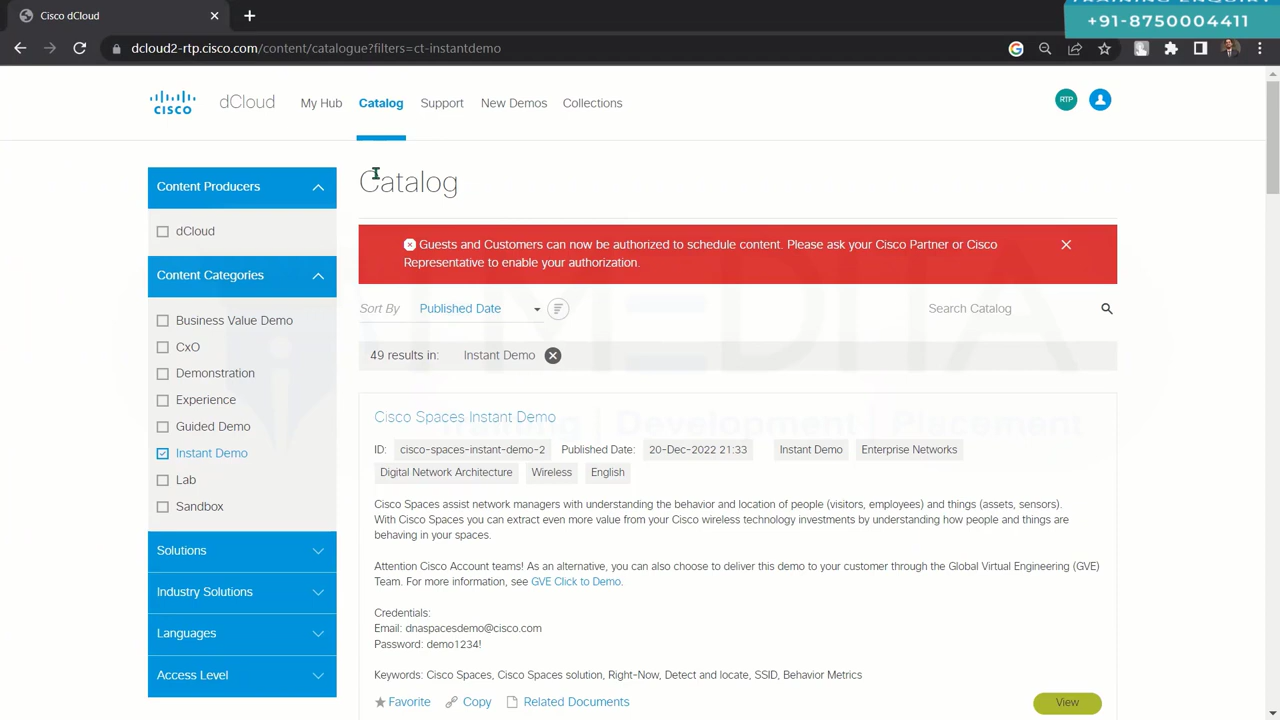 Cisco dCloud
+91-8750004411
dcloud2-rtp.cisco.com/content/catalogue?filters=ct-instantdemo
CISCO dCloud My Hub Catalog Support New Demos Collections RTP
Content Producers
dCloud
Content Categories
Business Value Demo
CxO
Demonstration
Experience
Guided Demo
Instant Demo
Lab
Sandbox
Solutions
Industry Solutions
Languages
Access Level
Catalog
Guests and Customers can now be authorized to schedule content. Please ask your Cisco Partner or Cisco
Representative to enable your authorization.
Sort By Published Date Search Catalog
49 results in: Instant Demo
Cisco Spaces Instant Demo
ID: cisco-spaces-instant-demo-2 Published Date: 20-Dec-2022 21:33 Instant Demo Enterprise Networks
Digital Network Architecture Wireless English
Cisco Spaces assist network managers with understanding the behavior and location of people (visitors, employees) and things (assets, sensors).
With Cisco Spaces you can extract even more value from your Cisco wireless technology investments by understanding how people and things are
behaving in your spaces.
Attention Cisco Account teams! As an alternative, you can also choose to deliver this demo to your customer through the Global Virtual Engineering (GVE)
Team. For more information, see GVE Click to Demo.
Credentials:
Email: dnaspacesdemo@cisco.com
Password: demo1234!
Keywords: Cisco Spaces, Cisco Spaces solution, Right-Now, Detect and locate, SSID, Behavior Metrics
Favorite Copy Related Documents View